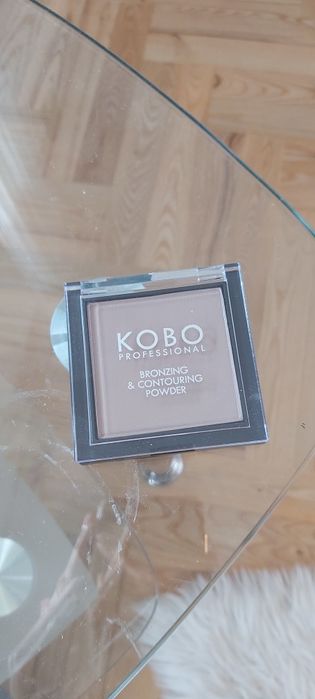 KOBO
PROFESSIONAL
BRONZING
& CONTOURING
POWDER